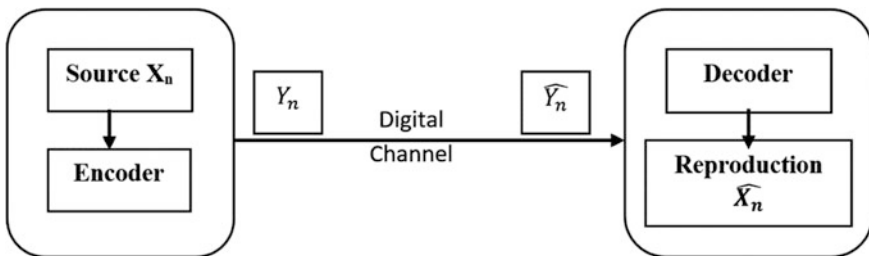 Source Xₙ
Encoder
Yₙ
Digital
Channel
Ŷₙ
Decoder
Reproduction
X̂ₙ